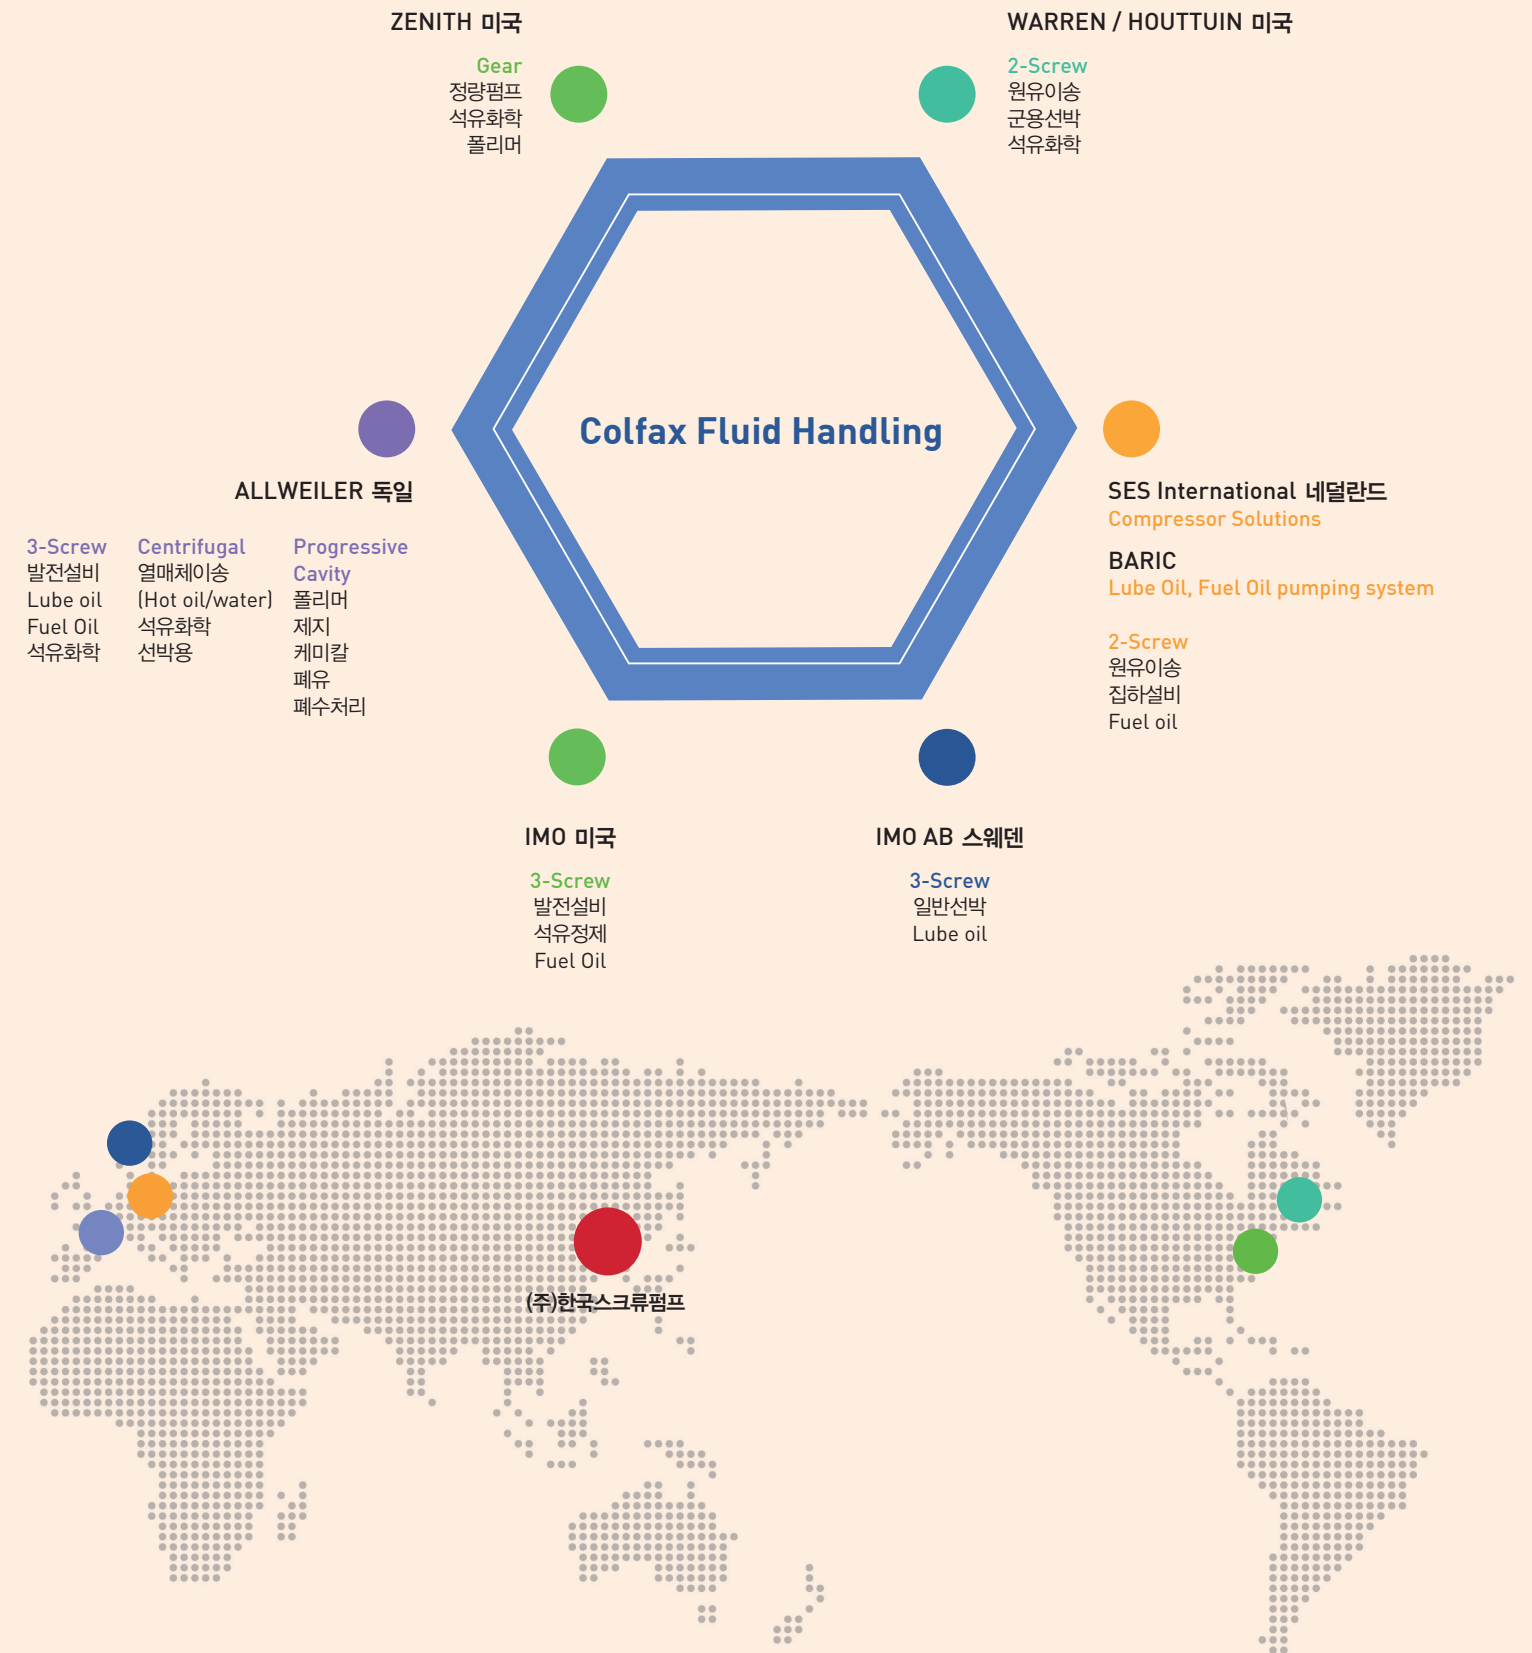 ZENITH 미국
Gear
정량펌프
석유화학
폴리머
WARREN / HOUTTUIN 미국
2-Screw
원유이송
군용선박
석유화학
Colfax Fluid Handling
ALLWEILER 독일
3-Screw
발전설비
Lube oil
Fuel Oil
석유화학
Centrifugal
열매체이송
(Hot oil/water)
석유화학
선박용
Progressive
Cavity
폴리머
제지
케미칼
폐유
폐수처리
SES International 네덜란드
Compressor Solutions
BARIC
Lube Oil, Fuel Oil pumping system
2-Screw
원유이송
집하설비
Fuel oil
IMO 미국
3-Screw
발전설비
석유정제
Fuel Oil
IMO AB 스웨덴
3-Screw
일반선박
Lube oil
(주)한국스크류펌프